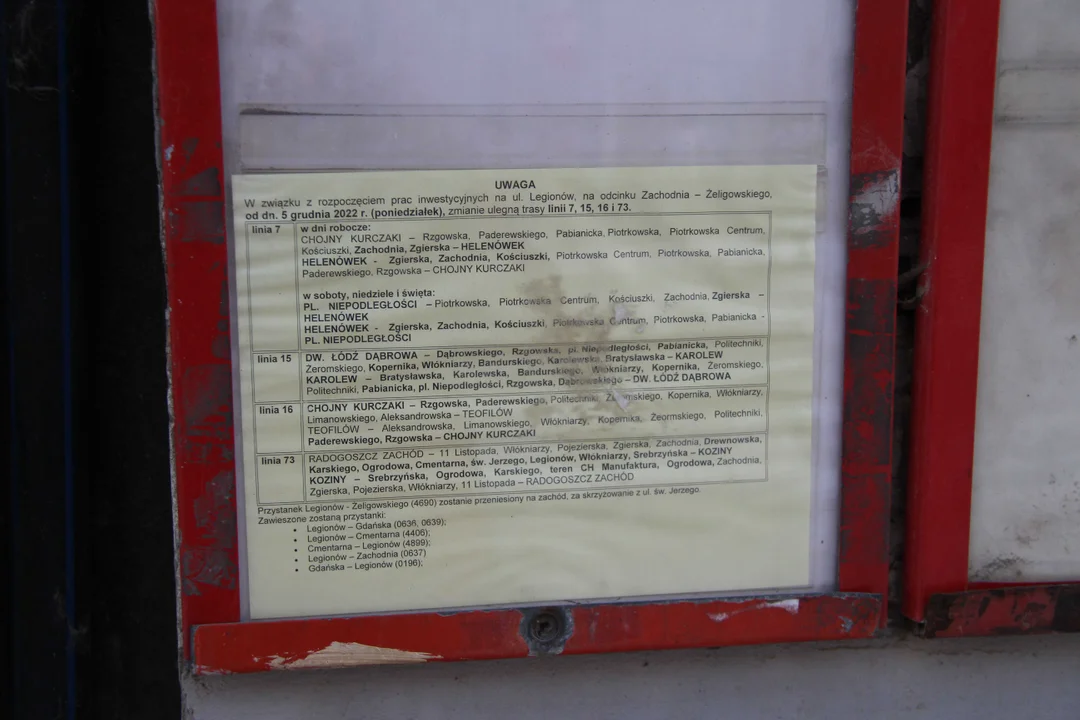 UWAGA
W związku z rozpoczęciem prac inwestycyjnych na ul. Legionów, na odcinku Zachodnia – Żeligowskiego,
od dn. 5 grudnia 2022 r. (poniedziałek), zmianie ulegną trasy linii 7, 15, 16 i 73.
linia 7
w dni robocze:
CHOJNY KURCZAKI – Rzgowska, Paderewskiego, Pabianicka, Piotrkowska, Piotrkowska Centrum,
Kościuszki, Zachodnia, Zgierska – HELENÓWEK
HELENÓWEK - Zgierska, Zachodnia, Kościuszki, Piotrkowska Centrum, Piotrkowska, Pabianicka,
Paderewskiego, Rzgowska – CHOJNY KURCZAKI
w soboty, niedziele i święta:
PL. NIEPODLEGŁOŚCI – Piotrkowska, Piotrkowska Centrum, Kościuszki, Zachodnia, Zgierska –
HELENÓWEK
HELENÓWEK - Zgierska, Zachodnia, Kościuszki, Piotrkowska Centrum, Piotrkowska, Pabianicka -
PL. NIEPODLEGŁOŚCI
linia 15
DW. ŁÓDŹ DĄBROWA – Dąbrowskiego, Rzgowska, pl. Niepodległości, Pabianicka, Politechniki,
Żeromskiego, Kopernika, Włókniarzy, Bandurskiego, Karolewska, Bratysławska – KAROLEW
KAROLEW – Bratysławska, Karolewska, Bandurskiego, Włókniarzy, Kopernika, Żeromskiego,
Politechniki, Pabianicka, pl. Niepodległości, Rzgowska, Dąbrowskiego – DW. ŁÓDŹ DĄBROWA
linia 16
CHOJNY KURCZAKI – Rzgowska, Paderewskiego, Politechniki, Żeromskiego, Kopernika, Włókniarzy,
Limanowskiego, Aleksandrowska – TEOFILÓW
TEOFILÓW – Aleksandrowska, Limanowskiego, Włókniarzy, Kopernika, Żeormskiego, Politechniki,
Paderewskiego, Rzgowska – CHOJNY KURCZAKI
linia 73
RADOGOSZCZ ZACHÓD – 11 Listopada, Włókniarzy, Pojezierska, Zgierska, Zachodnia, Drewnowska,
Karskiego, Ogrodowa, Cmentarna, św. Jerzego, Legionów, Włókniarzy, Srebrzyńska – KOZINY
KOZINY – Srebrzyńska, Ogrodowa, Karskiego, teren CH Manufaktura, Ogrodowa, Zachodnia,
Zgierska, Pojezierska, Włókniarzy, 11 Listopada – RADOGOSZCZ ZACHÓD
Przystanek Legionów - Żeligowskiego (4690) zostanie przeniesiony na zachód, za skrzyżowanie z ul. św. Jerzego.
Zawieszone zostaną przystanki:
• Legionów – Gdańska (0636, 0639);
• Legionów – Cmentarna (4406);
• Cmentarna – Legionów (4899);
• Legionów – Zachodnia (0637)
• Gdańska – Legionów (0196);